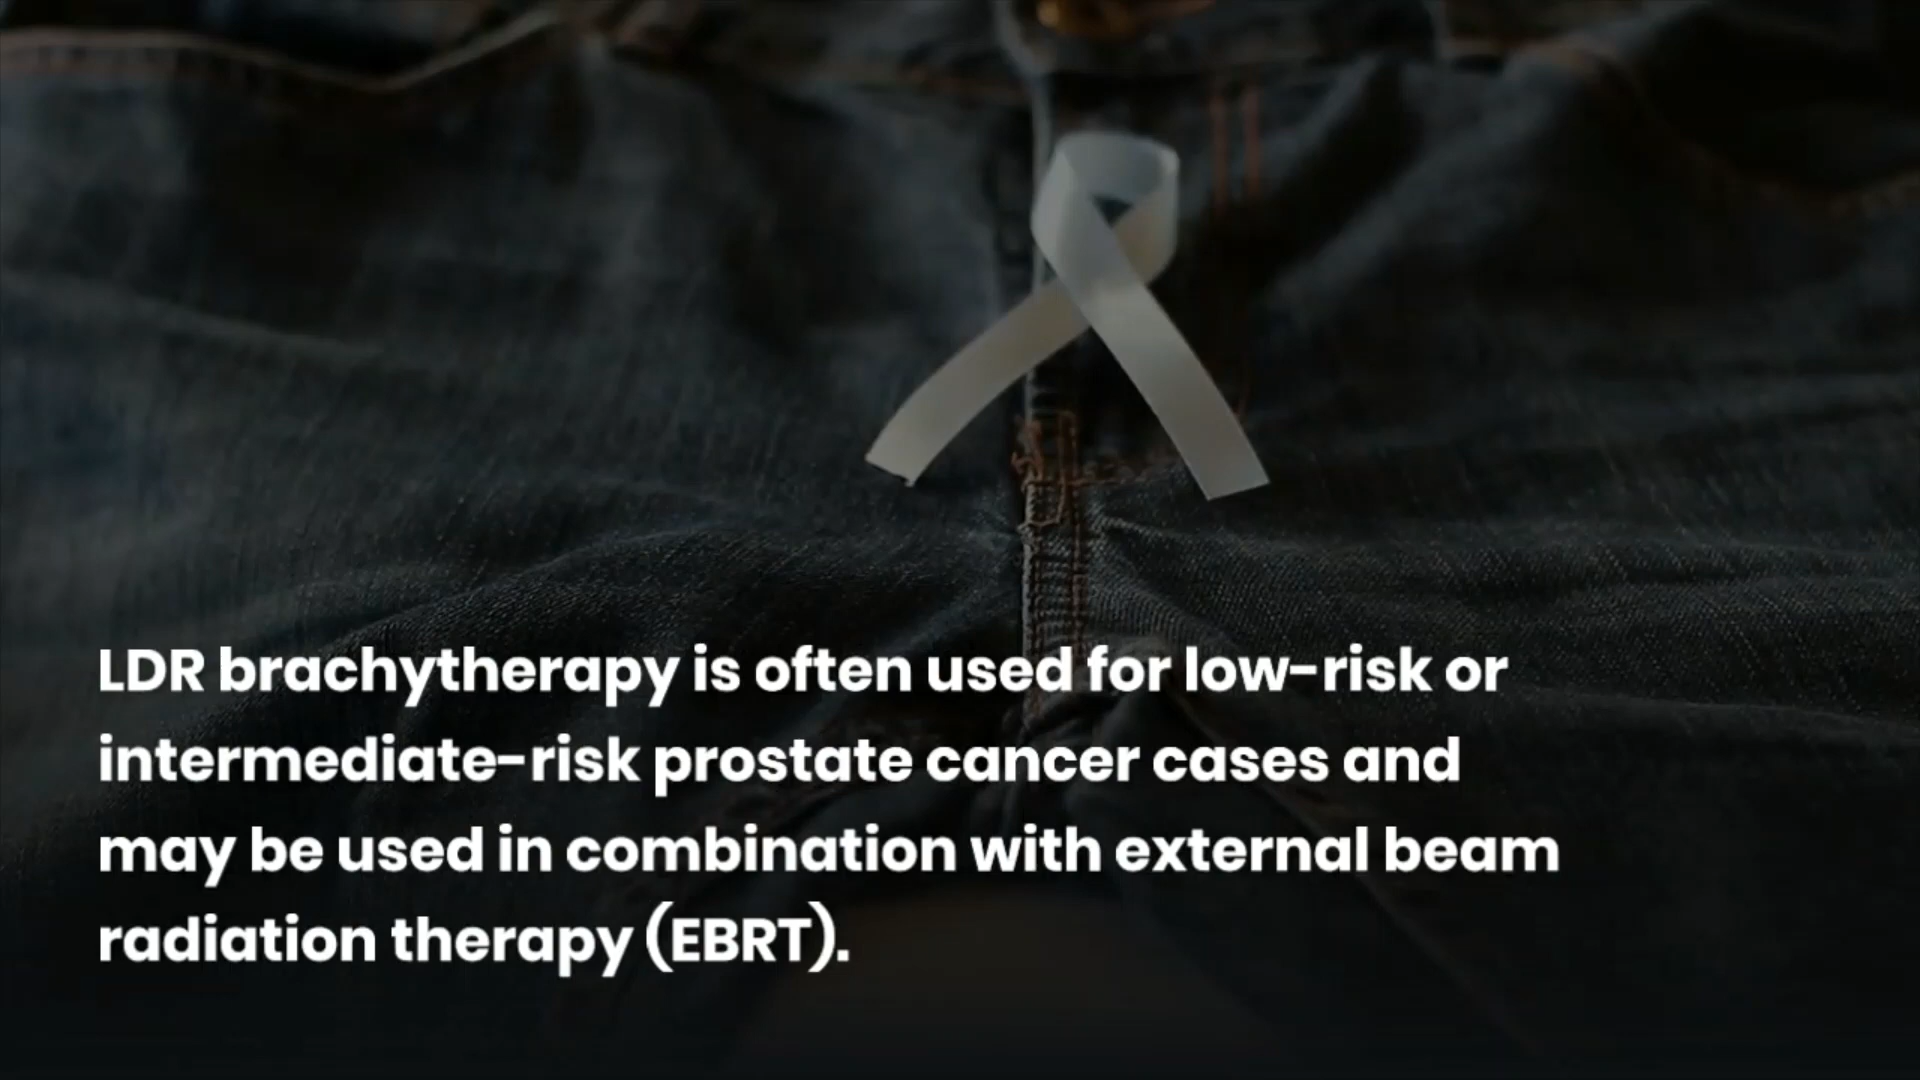 LDR brachytherapy is often used for low-risk or
intermediate-risk prostate cancer cases and
may be used in combination with external beam
radiation therapy (EBRT).